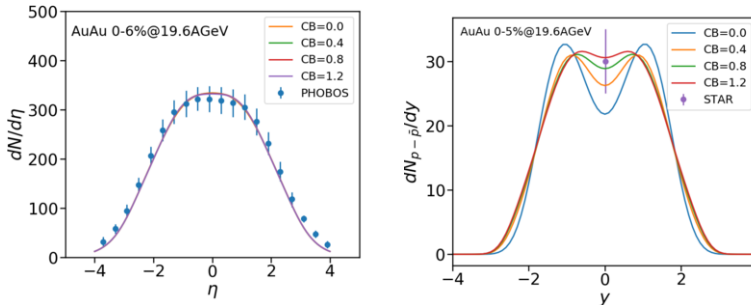 AuAu 0-6%@19.6AGeV
CB=0.0
CB=0.4
CB=0.8
CB=1.2
PHOBOS
500
400
300
200
100
0
dN/dη
−4 −2 0 2 4
η
AuAu 0-5%@19.6AGeV
CB=0.0
CB=0.4
CB=0.8
CB=1.2
STAR
30
20
10
0
dN_{p−p̄}/dy
−4 −2 0 2
y